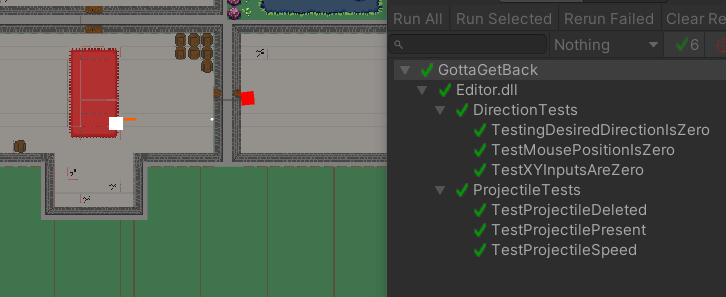 Run All Run Selected Rerun Failed Clear Re
Nothing 6
GottaGetBack
Editor.dll
DirectionTests
TestingDesiredDirectionIsZero
TestMousePositionIsZero
TestXYInputsAreZero
ProjectileTests
TestProjectileDeleted
TestProjectilePresent
TestProjectileSpeed